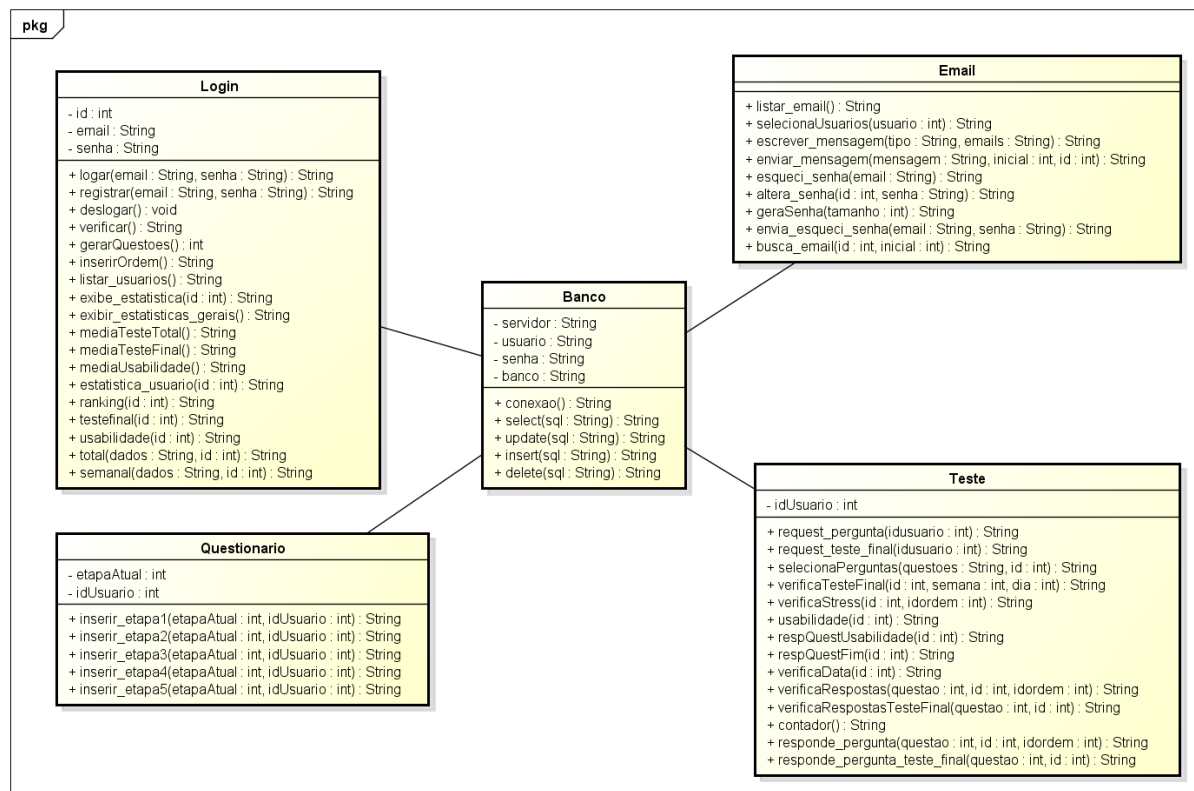 pkg
Login
- id : int
- email : String
- senha : String
+ logar(email : String, senha : String) : String
+ registrar(email : String, senha : String) : String
+ deslogar() : void
+ verificar() : String
+ gerarQuestoes() : int
+ inserirOrdem() : String
+ listar_usuarios() : String
+ exibe_estatistica(id : int) : String
+ exibir_estatisticas_gerais() : String
+ mediaTesteTotal() : String
+ mediaTesteFinal() : String
+ mediaUsabilidade() : String
+ estatistica_usuario(id : int) : String
+ ranking(id : int) : String
+ testefinal(id : int) : String
+ usabilidade(id : int) : String
+ total(dados : String, id : int) : String
+ semanal(dados : String, id : int) : String
Email
+ listar_email() : String
+ selecionaUsuarios(usuario : int) : String
+ escrever_mensagem(tipo : String, emails : String) : String
+ enviar_mensagem(mensagem : String, inicial : int, id : int) : String
+ esqueci_senha(email : String) : String
+ altera_senha(id : int, senha : String) : String
+ geraSenha(tamanho : int) : String
+ envia_esqueci_senha(email : String, senha : String) : String
+ busca_email(id : int, inicial : int) : String
Banco
- servidor : String
- usuario : String
- senha : String
- banco : String
+ conexao() : String
+ select(sql : String) : String
+ update(sql : String) : String
+ insert(sql : String) : String
+ delete(sql : String) : String
Questionario
- etapaAtual : int
- idUsuario : int
+ inserir_etapa1(etapaAtual : int, idUsuario : int) : String
+ inserir_etapa2(etapaAtual : int, idUsuario : int) : String
+ inserir_etapa3(etapaAtual : int, idUsuario : int) : String
+ inserir_etapa4(etapaAtual : int, idUsuario : int) : String
+ inserir_etapa5(etapaAtual : int, idUsuario : int) : String
Teste
- idUsuario : int
+ request_pergunta(idusuario : int) : String
+ request_teste_final(idusuario : int) : String
+ selecionaPerguntas(questoes : String, id : int) : String
+ verificaTesteFinal(id : int, semana : int, dia : int) : String
+ verificaStress(id : int, idordem : int) : String
+ usabilidade(id : int) : String
+ respQuestUsabilidade(id : int) : String
+ respQuestFim(id : int) : String
+ verificaData(id : int) : String
+ verificaRespostas(questao : int, id : int, idordem : int) : String
+ verificaRespostasTesteFinal(questao : int, id : int) : String
+ contador() : String
+ responde_pergunta(questao : int, id : int, idordem : int) : String
+ responde_pergunta_teste_final(questao : int, id : int) : String